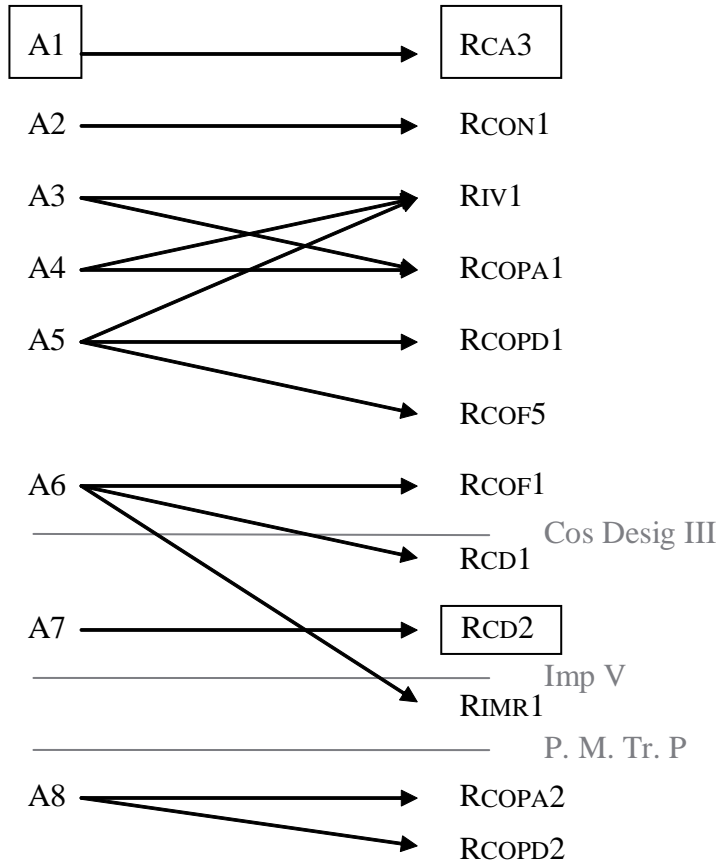 A1 RCA3
A2 RCON1
A3 RIV1
A4 RCOPA1
A5 RCOPD1
RCOF5
A6 RCOF1
Cos Desig III
RCD1
A7 RCD2
Imp V
RIMR1
P. M. Tr. P
A8 RCOPA2
RCOPD2